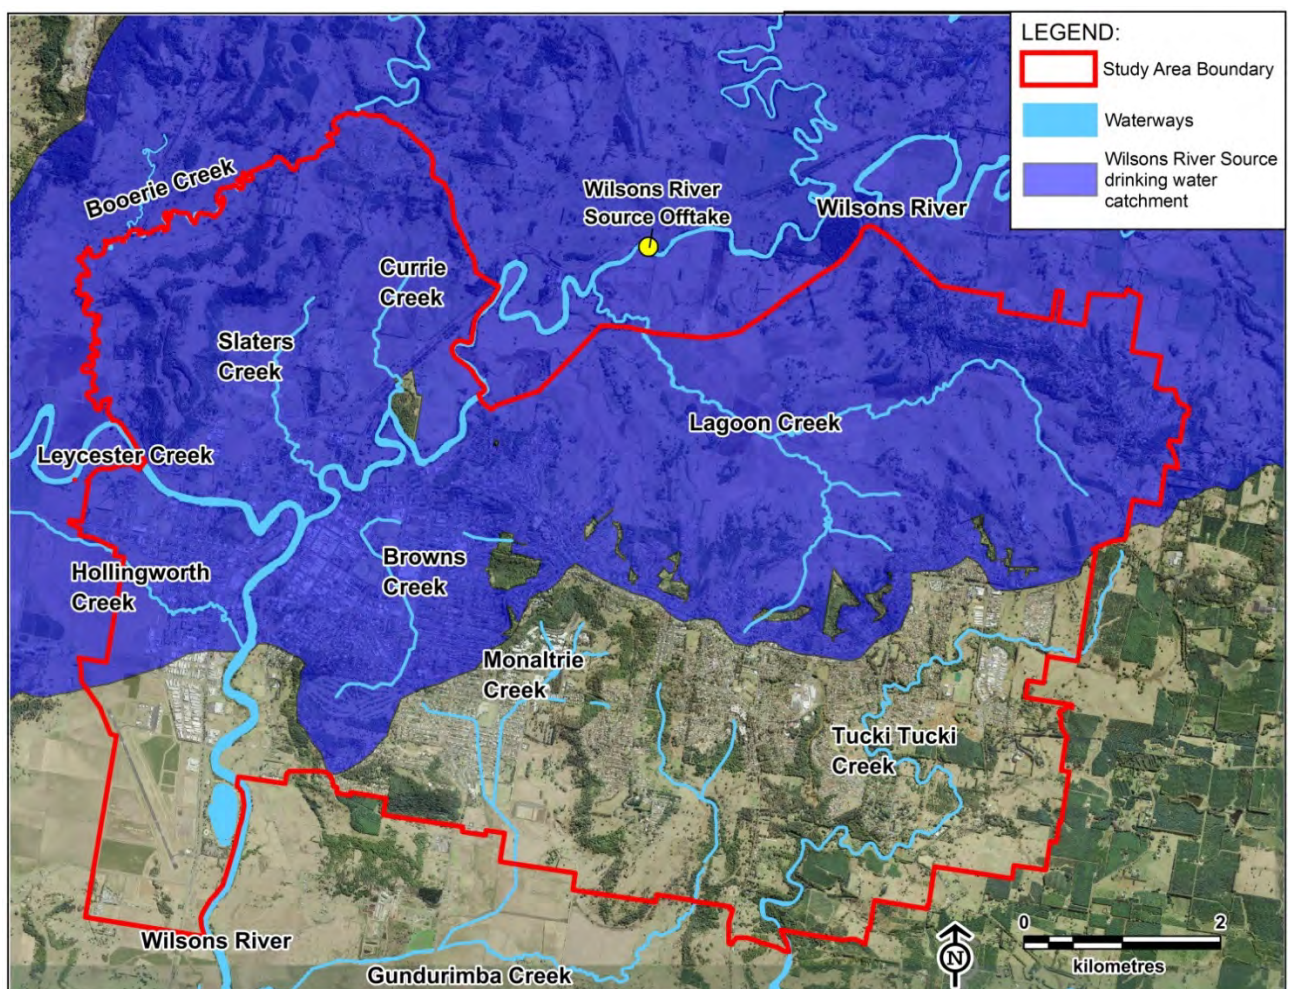 LEGEND:
Study Area Boundary
Waterways
Wilsons River Source
drinking water
catchment
Booerie Creek
Wilsons River
Source Offtake
Wilsons River
Currie
Creek
Slaters
Creek
Lagoon Creek
Leycester Creek
Browns
Creek
Hollingworth
Creek
Monaltrie
Creek
Tucki Tucki
Creek
Wilsons River
Gundurimba Creek
N
0 2
kilometres